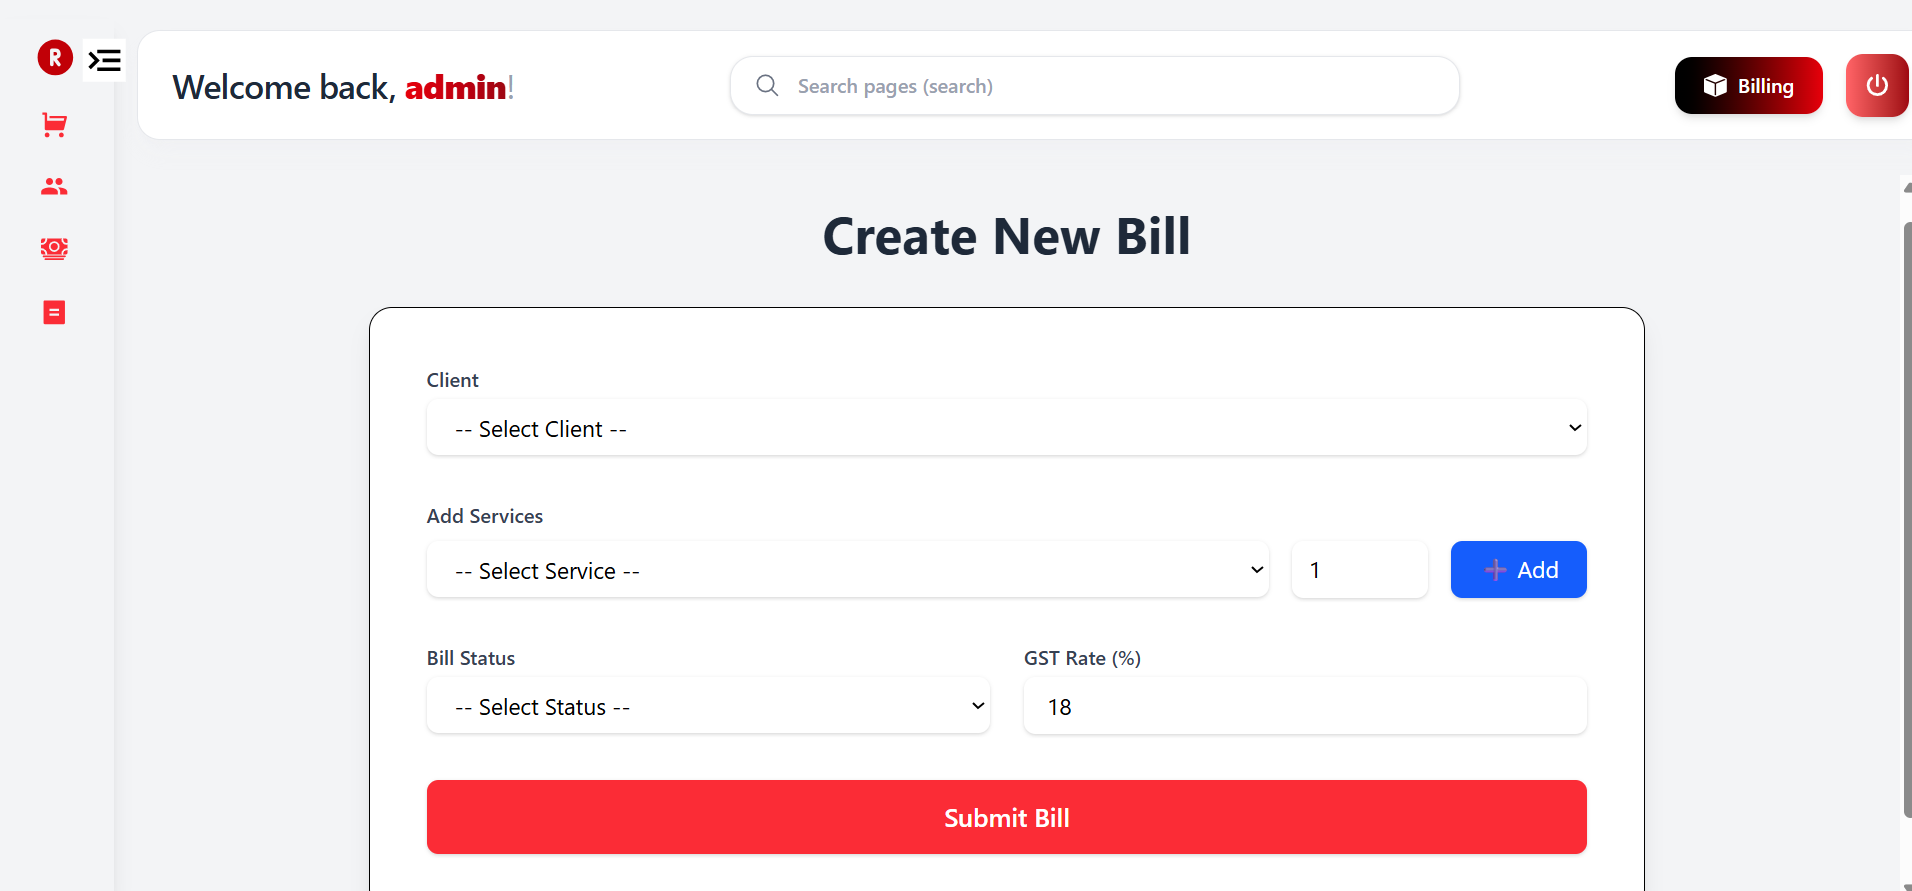 R
Welcome back, admin!
Search pages (search)
Billing
Create New Bill
Client
-- Select Client --
Add Services
-- Select Service --
1
Add
Bill Status
GST Rate (%)
-- Select Status --
18
Submit Bill